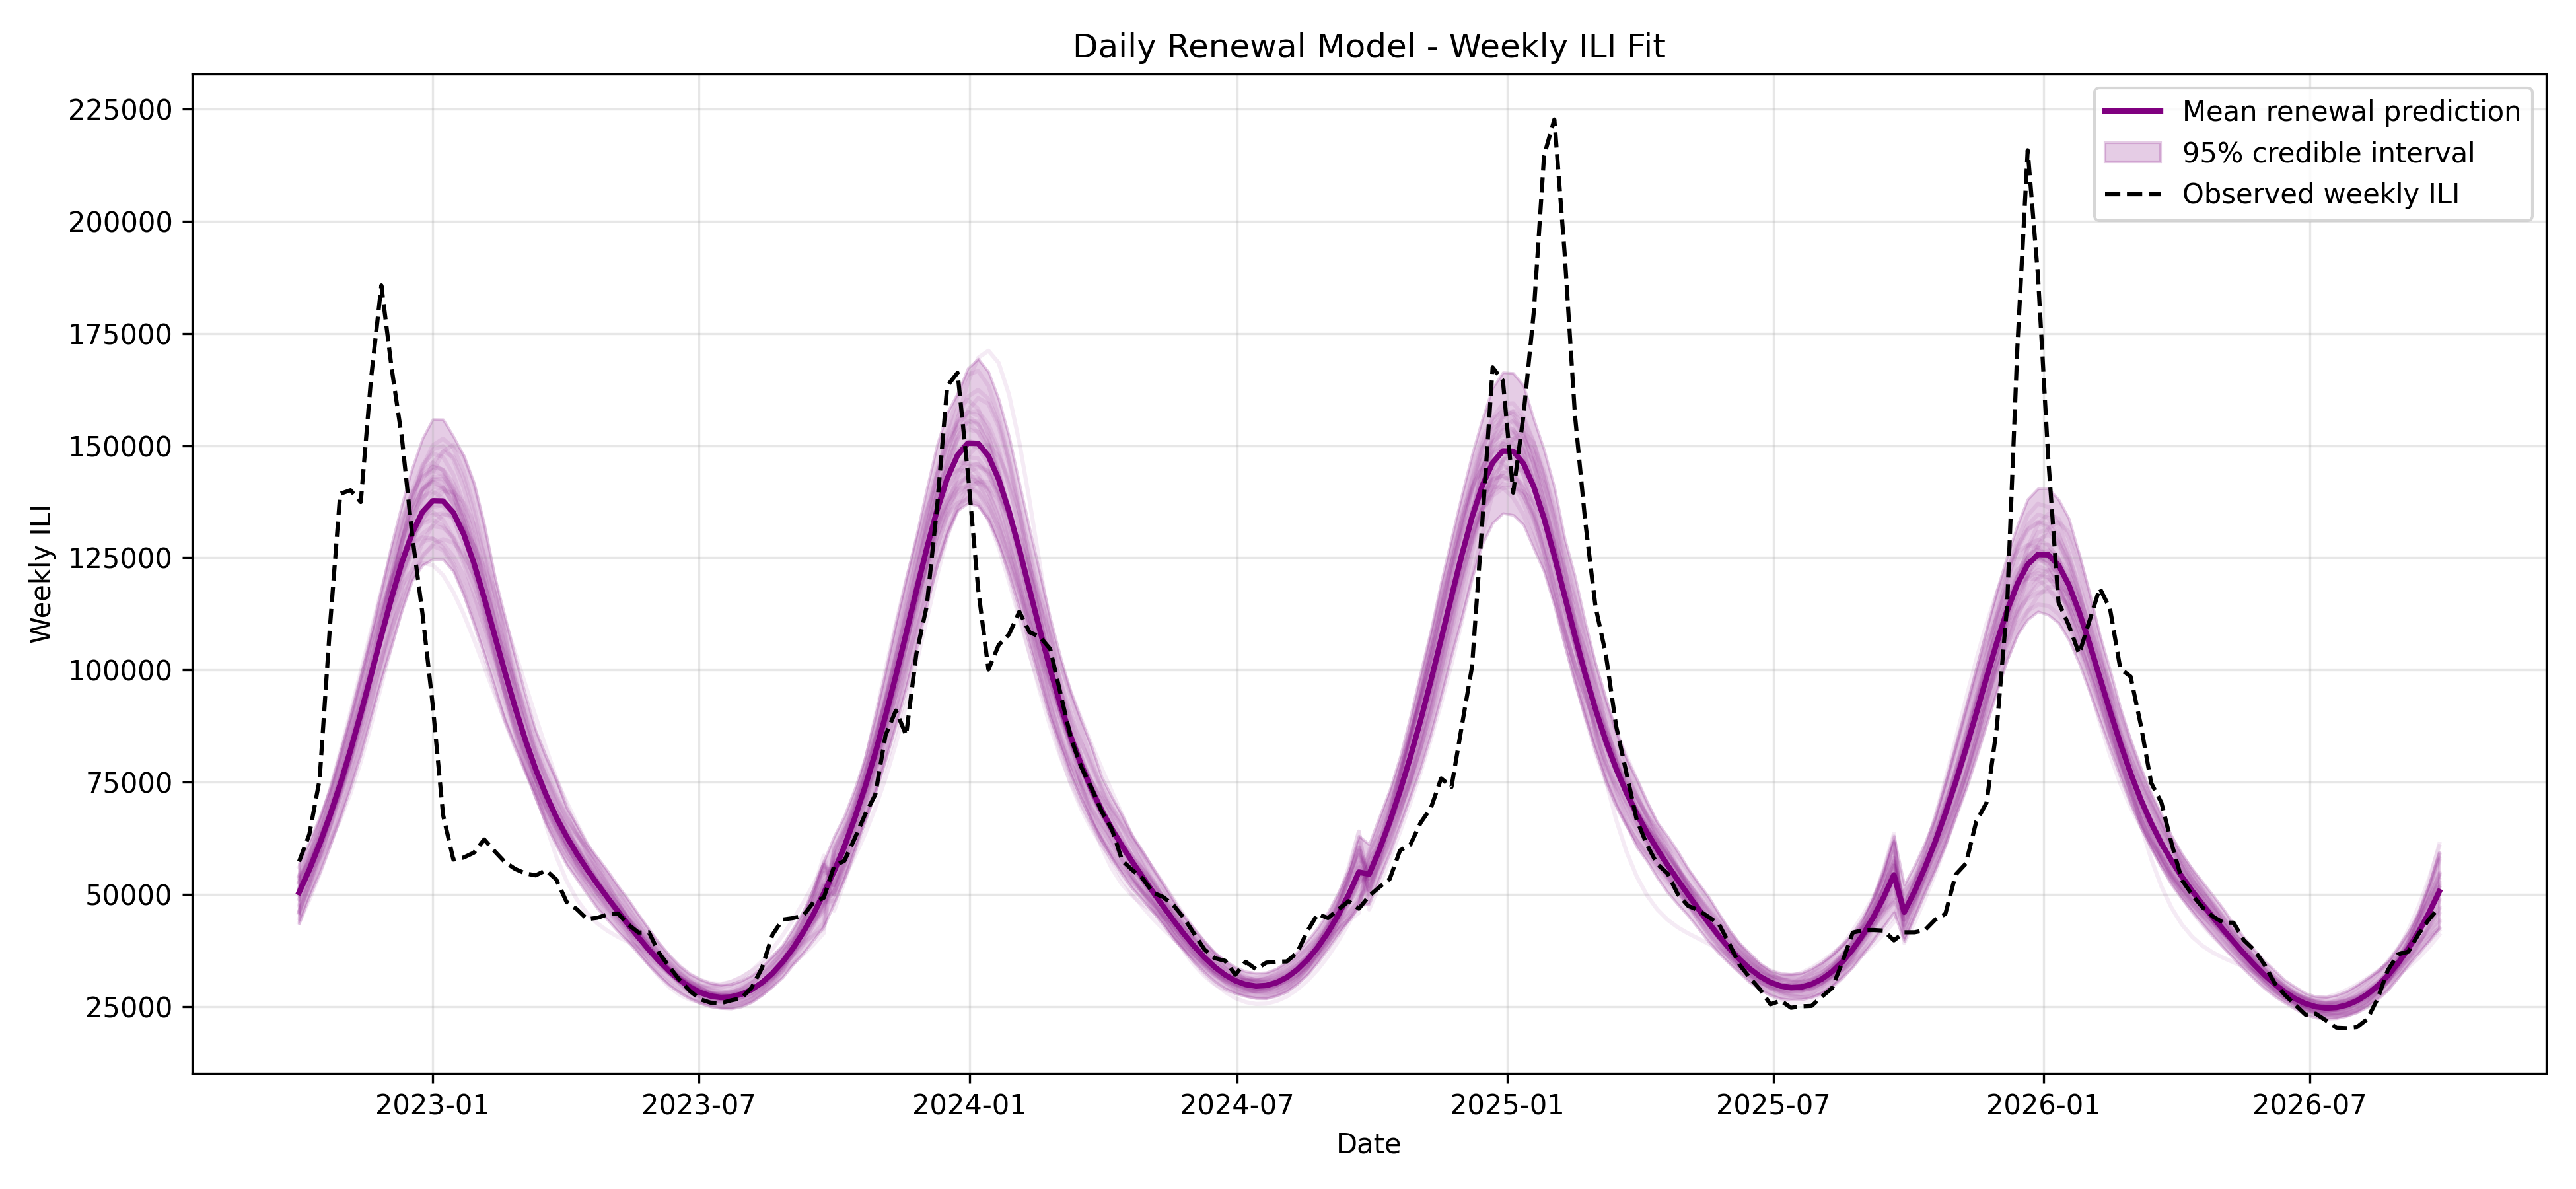 Daily Renewal Model - Weekly ILI Fit
Mean renewal prediction
95% credible interval
Observed weekly ILI
Weekly ILI
225000
200000
175000
150000
125000
100000
75000
50000
25000
2023-01
2023-07
2024-01
2024-07
2025-01
2025-07
2026-01
2026-07
Date